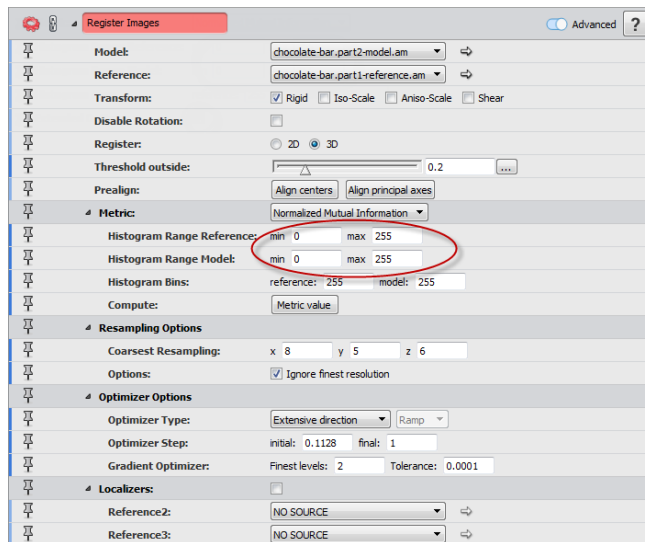 Register Images Advanced ?
Model: chocolate-bar.part2-model.am
Reference: chocolate-bar.part1-reference.am
Transform: Rigid Iso-Scale Aniso-Scale Shear
Disable Rotation:
Register: 2D 3D
Threshold outside: 0.2 ...
Prealign: Align centers Align principal axes
Metric: Normalized Mutual Information
Histogram Range Reference: min 0 max 255
Histogram Range Model: min 0 max 255
Histogram Bins: reference: 255 model: 255
Compute: Metric value
Resampling Options
Coarsest Resampling: x 8 y 5 z 6
Options: Ignore finest resolution
Optimizer Options
Optimizer Type: Extensive direction Ramp
Optimizer Step: initial: 0.1128 final: 1
Gradient Optimizer: Finest levels: 2 Tolerance: 0.0001
Localizers:
Reference2: NO SOURCE
Reference3: NO SOURCE